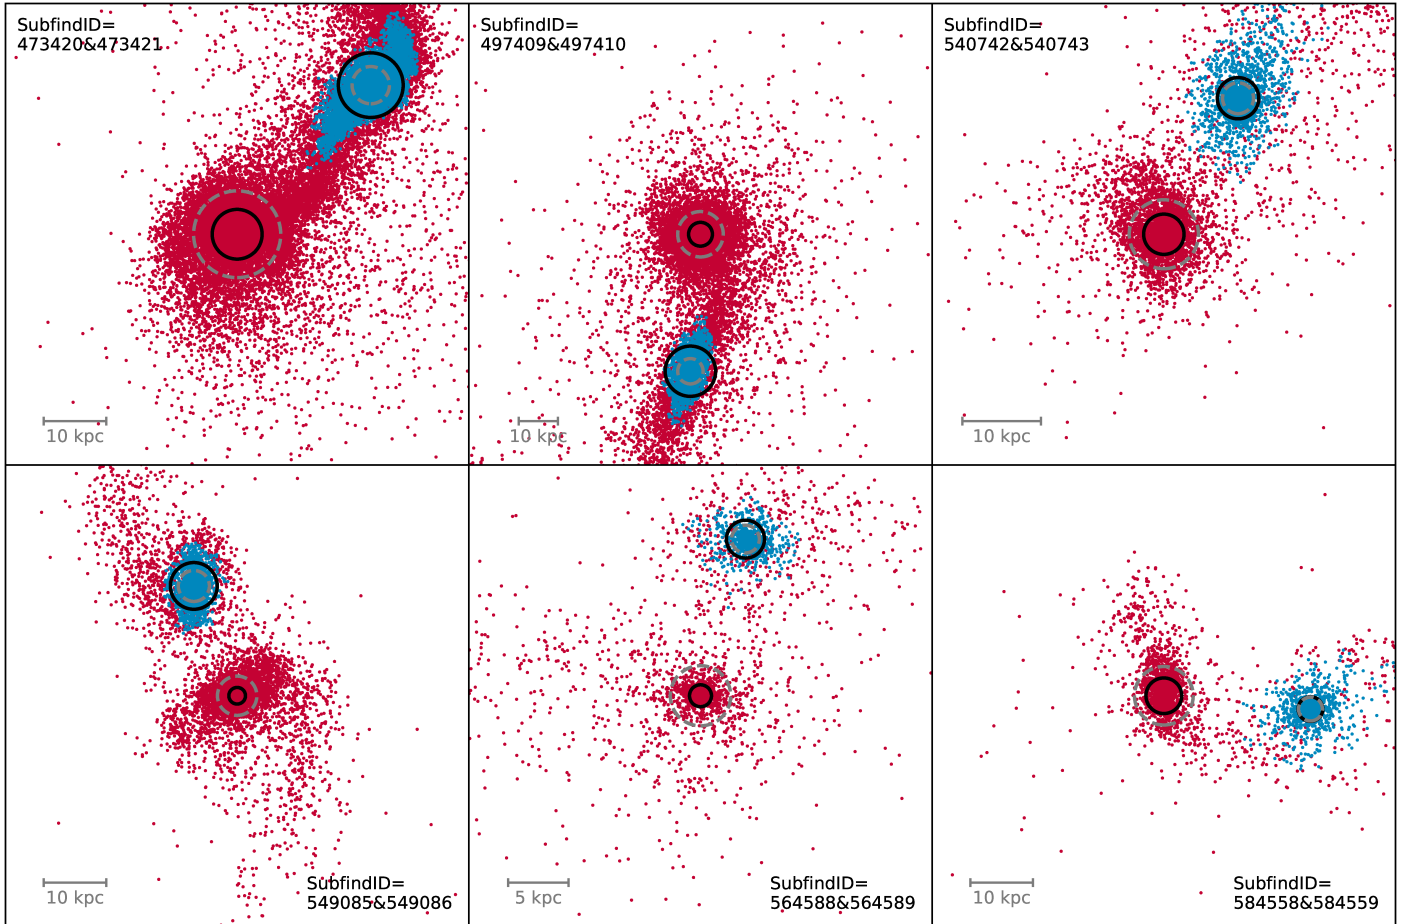 SubfindID=
473420&473421
10 kpc
SubfindID=
497409&497410
10 kpc
SubfindID=
540742&540743
10 kpc
10 kpc
SubfindID=
549085&549086
5 kpc
SubfindID=
564588&564589
10 kpc
SubfindID=
584558&584559